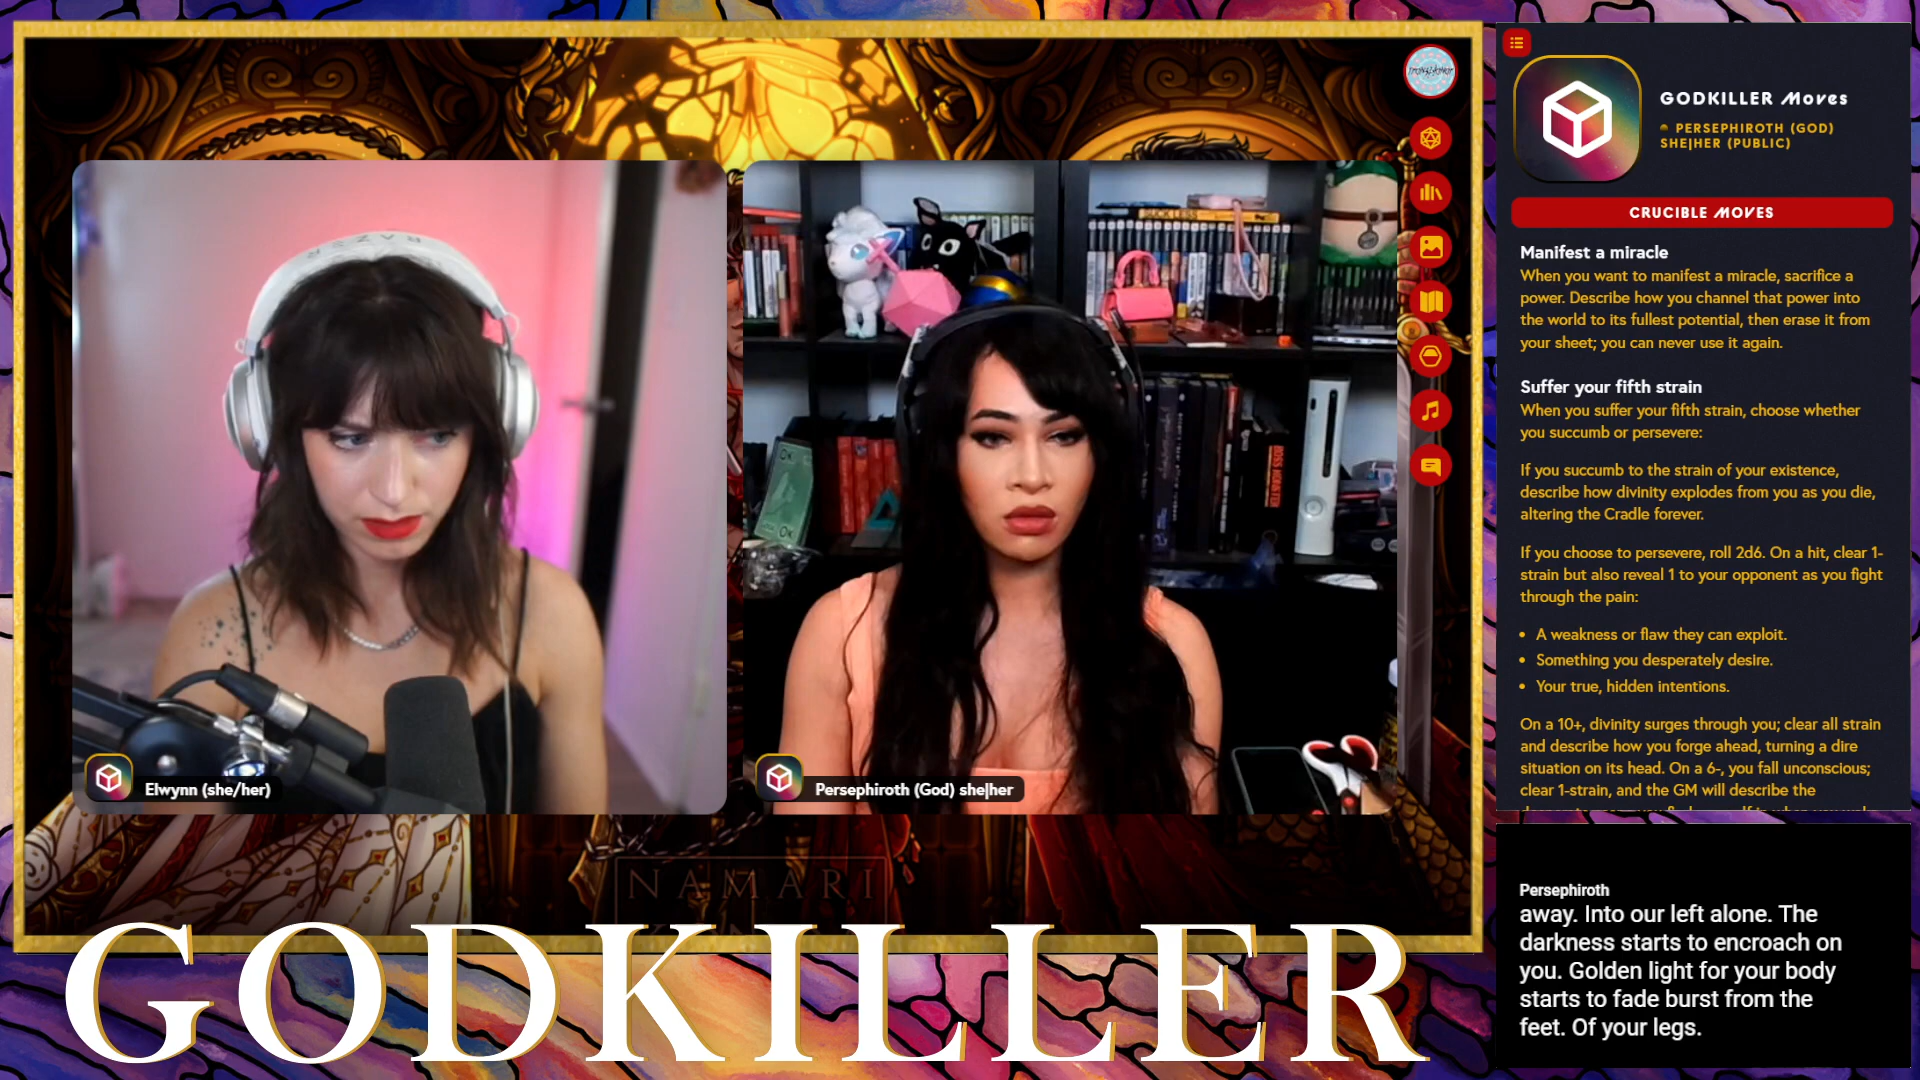 GODKILLER Moves
PERSEPHIROTH (GOD)
SHE|HER (PUBLIC)
CRUCIBLE MOVES
Manifest a miracle
When you want to manifest a miracle, sacrifice a
power. Describe how you channel that power into
the world to its fullest potential, then erase it from
your sheet; you can never use it again.
Suffer your fifth strain
When you suffer your fifth strain, choose whether
you succumb or persevere:
If you succumb to the strain of your existence,
describe how divinity explodes from you as you die,
altering the Cradle forever.
If you choose to persevere, roll 2d6. On a hit, clear 1-
strain but also reveal 1 to your opponent as you fight
through the pain:
• A weakness or flaw they can exploit.
• Something you desperately desire.
• Your true, hidden intentions.
On a 10+, divinity surges through you; clear all strain
and describe how you forge ahead, turning a dire
situation on its head. On a 6-, you fall unconscious;
clear 1-strain, and the GM will describe the
RAZER
SUCK LESS
Elwynn (she/her)
Persephiroth (God) she|her
NAMARI
GODKILLER
Persephiroth
away. Into our left alone. The
darkness starts to encroach on
you. Golden light for your body
starts to fade burst from the
feet. Of your legs.